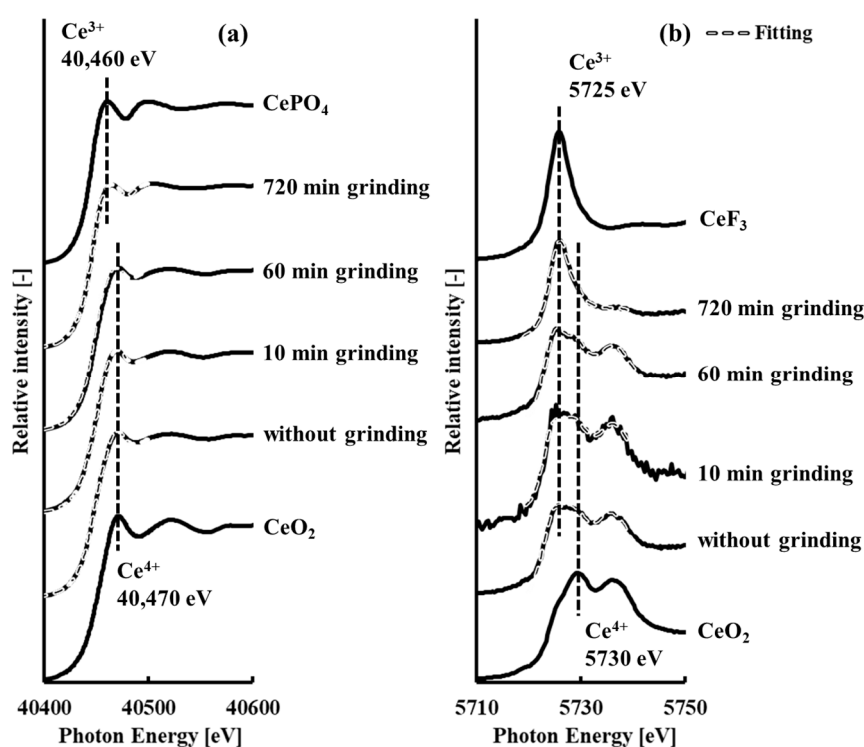 (a)
Ce³⁺
40,460 eV
CePO₄
720 min grinding
60 min grinding
10 min grinding
without grinding
CeO₂
Ce⁴⁺
40,470 eV
Relative intensity [-]
40400 40500 40600
Photon Energy [eV]
(b) Fitting
Ce³⁺
5725 eV
CeF₃
720 min grinding
60 min grinding
10 min grinding
without grinding
CeO₂
Ce⁴⁺
5730 eV
Relative intensity [-]
5710 5730 5750
Photon Energy [eV]